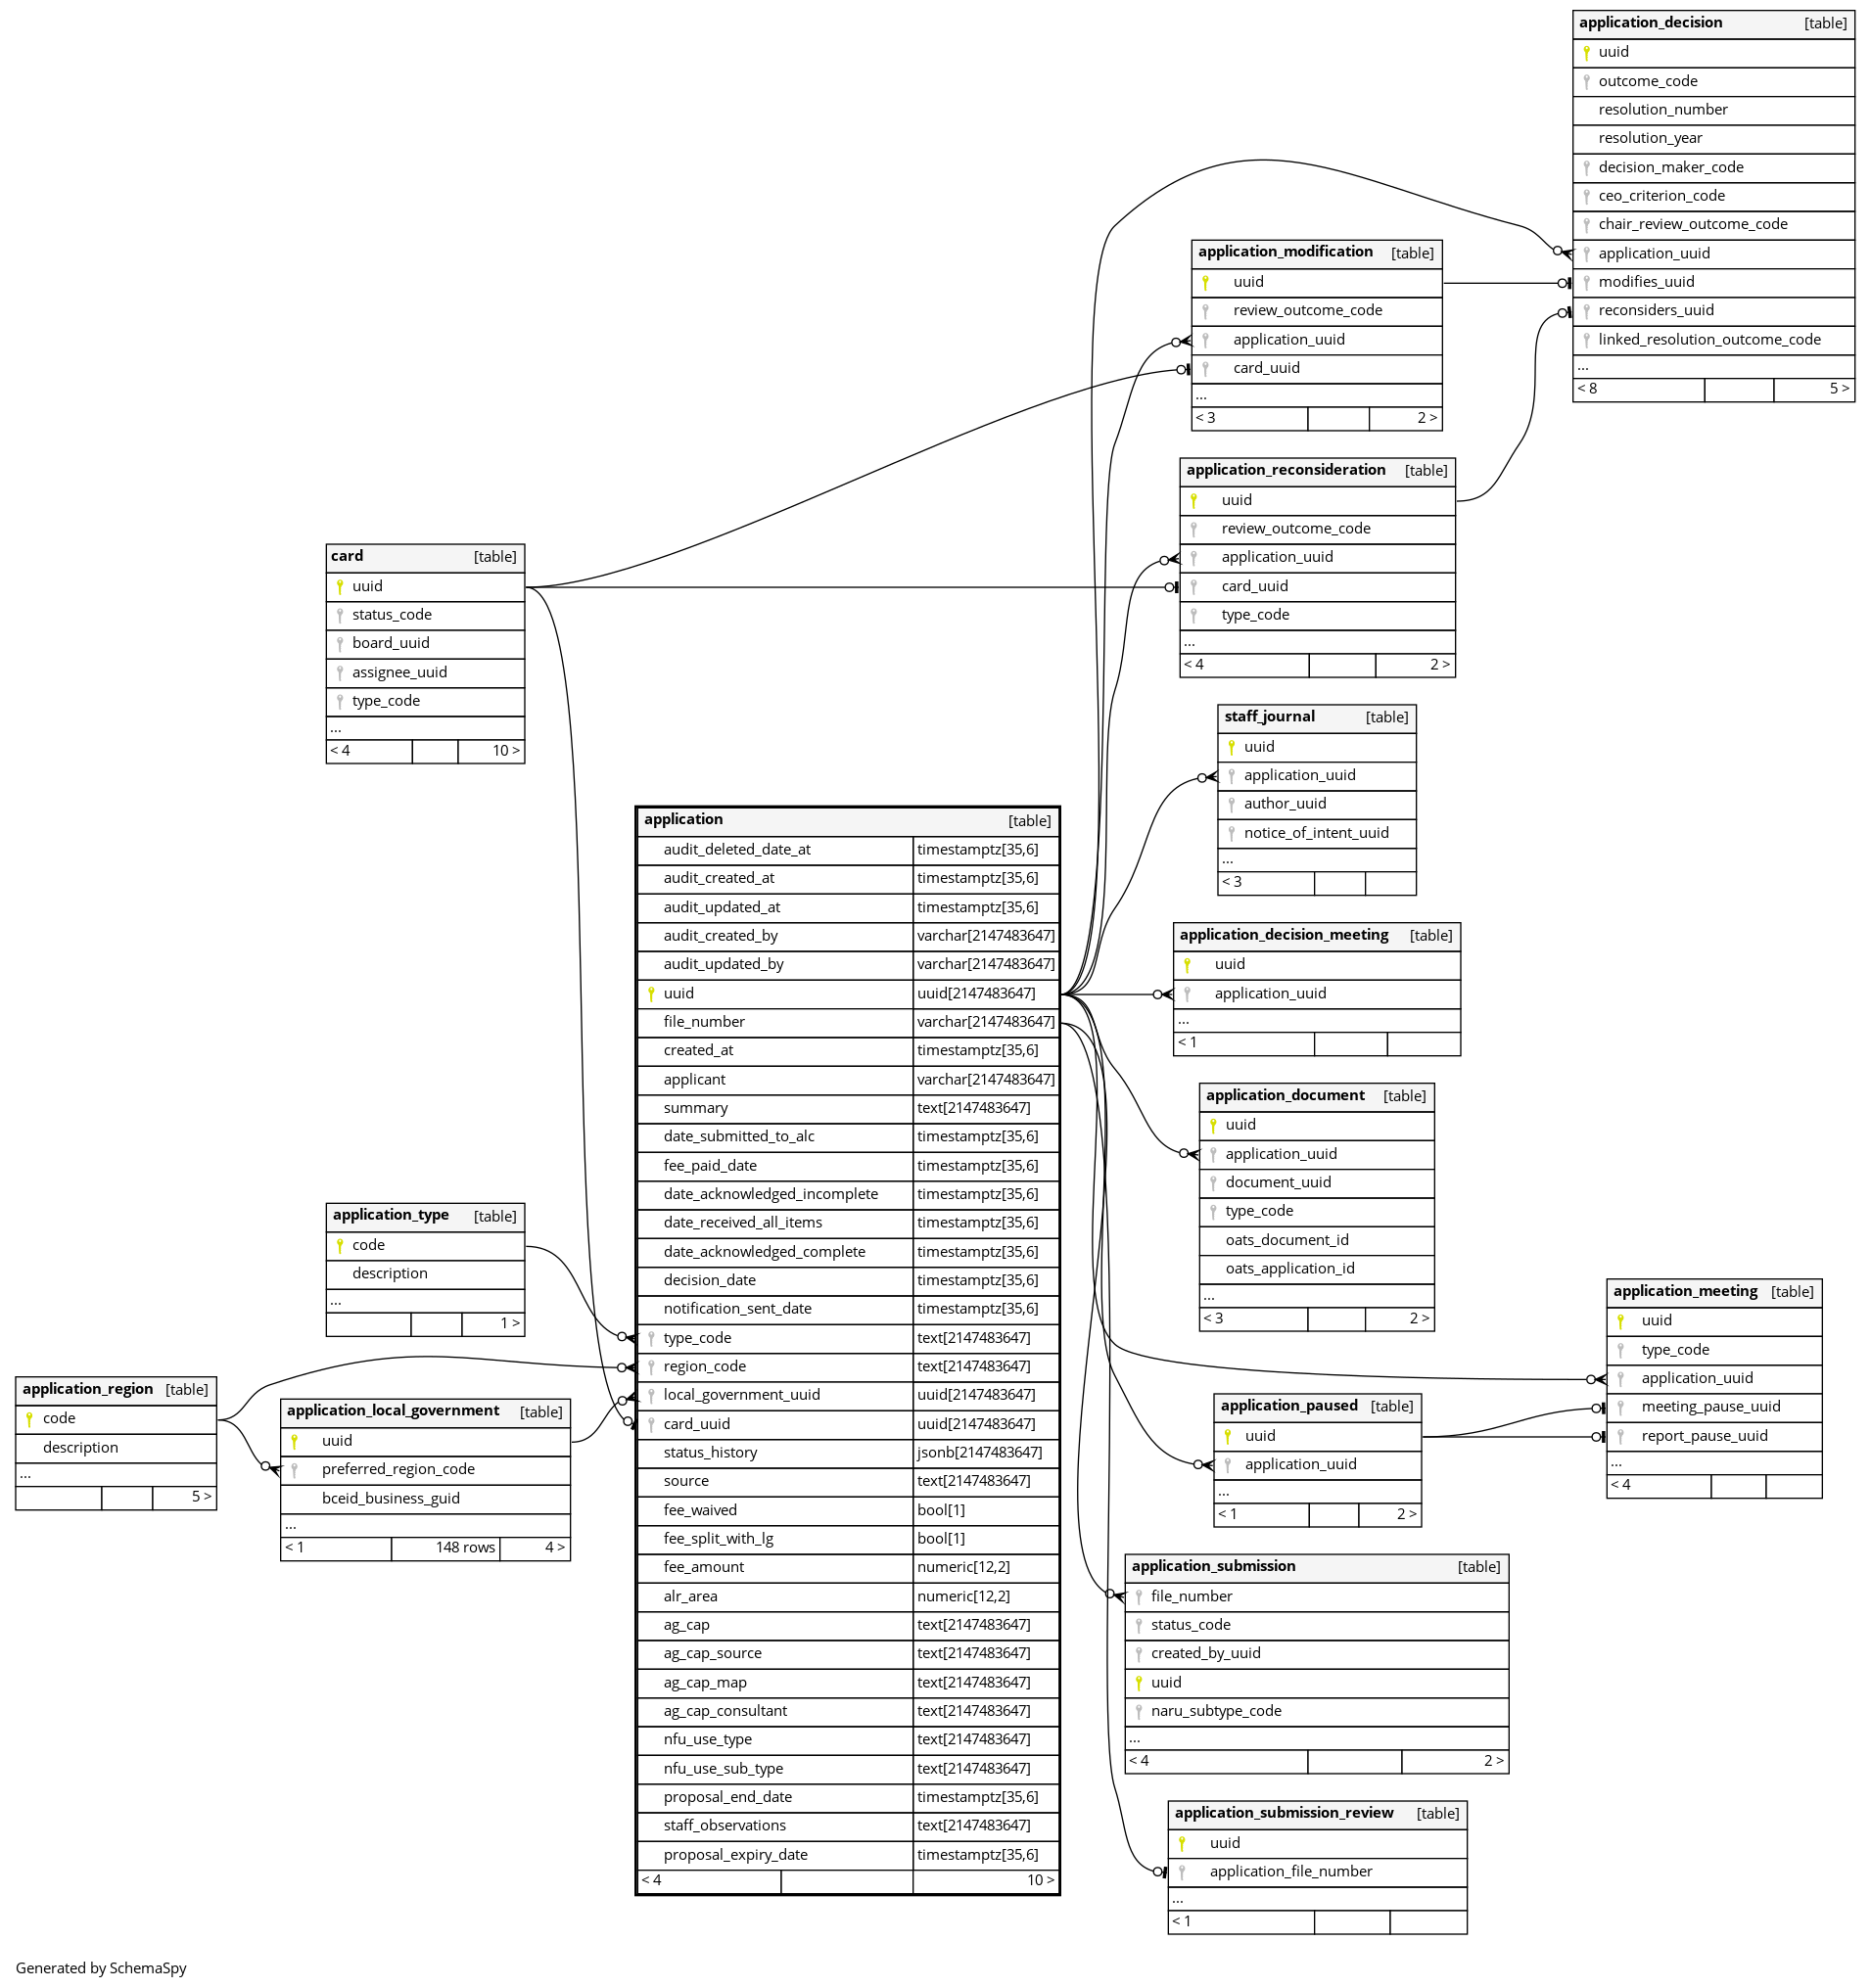 application_decision [table]
uuid
outcome_code
resolution_number
resolution_year
decision_maker_code
ceo_criterion_code
chair_review_outcome_code
application_uuid
modifies_uuid
reconsiders_uuid
linked_resolution_outcome_code
...
< 8 5 >
application_modification [table]
uuid
review_outcome_code
application_uuid
card_uuid
...
< 3 2 >
application_reconsideration [table]
uuid
review_outcome_code
application_uuid
card_uuid
type_code
...
< 4 2 >
card [table]
uuid
status_code
board_uuid
assignee_uuid
type_code
...
< 4 10 >
staff_journal [table]
uuid
application_uuid
author_uuid
notice_of_intent_uuid
...
< 3
application [table]
audit_deleted_date_at timestamptz[35,6]
audit_created_at timestamptz[35,6]
audit_updated_at timestamptz[35,6]
audit_created_by varchar[2147483647]
audit_updated_by varchar[2147483647]
uuid uuid[2147483647]
file_number varchar[2147483647]
created_at timestamptz[35,6]
applicant varchar[2147483647]
summary text[2147483647]
date_submitted_to_alc timestamptz[35,6]
fee_paid_date timestamptz[35,6]
date_acknowledged_incomplete timestamptz[35,6]
date_received_all_items timestamptz[35,6]
date_acknowledged_complete timestamptz[35,6]
decision_date timestamptz[35,6]
notification_sent_date timestamptz[35,6]
type_code text[2147483647]
region_code text[2147483647]
local_government_uuid uuid[2147483647]
card_uuid uuid[2147483647]
status_history jsonb[2147483647]
source text[2147483647]
fee_waived bool[1]
fee_split_with_lg bool[1]
fee_amount numeric[12,2]
alr_area numeric[12,2]
ag_cap text[2147483647]
ag_cap_source text[2147483647]
ag_cap_map text[2147483647]
ag_cap_consultant text[2147483647]
nfu_use_type text[2147483647]
nfu_use_sub_type text[2147483647]
proposal_end_date timestamptz[35,6]
staff_observations text[2147483647]
proposal_expiry_date timestamptz[35,6]
< 4 10 >
application_decision_meeting [table]
uuid
application_uuid
...
< 1
application_document [table]
uuid
application_uuid
document_uuid
type_code
oats_document_id
oats_application_id
...
< 3 2 >
application_type [table]
code
description
...
1 >
application_meeting [table]
uuid
type_code
application_uuid
meeting_pause_uuid
report_pause_uuid
...
< 4
application_region [table]
code
description
...
5 >
application_local_government [table]
uuid
preferred_region_code
bceid_business_guid
...
< 1 148 rows 4 >
application_paused [table]
uuid
application_uuid
...
< 1 2 >
application_submission [table]
file_number
status_code
created_by_uuid
uuid
naru_subtype_code
...
< 4 2 >
application_submission_review [table]
uuid
application_file_number
...
< 1
Generated by SchemaSpy